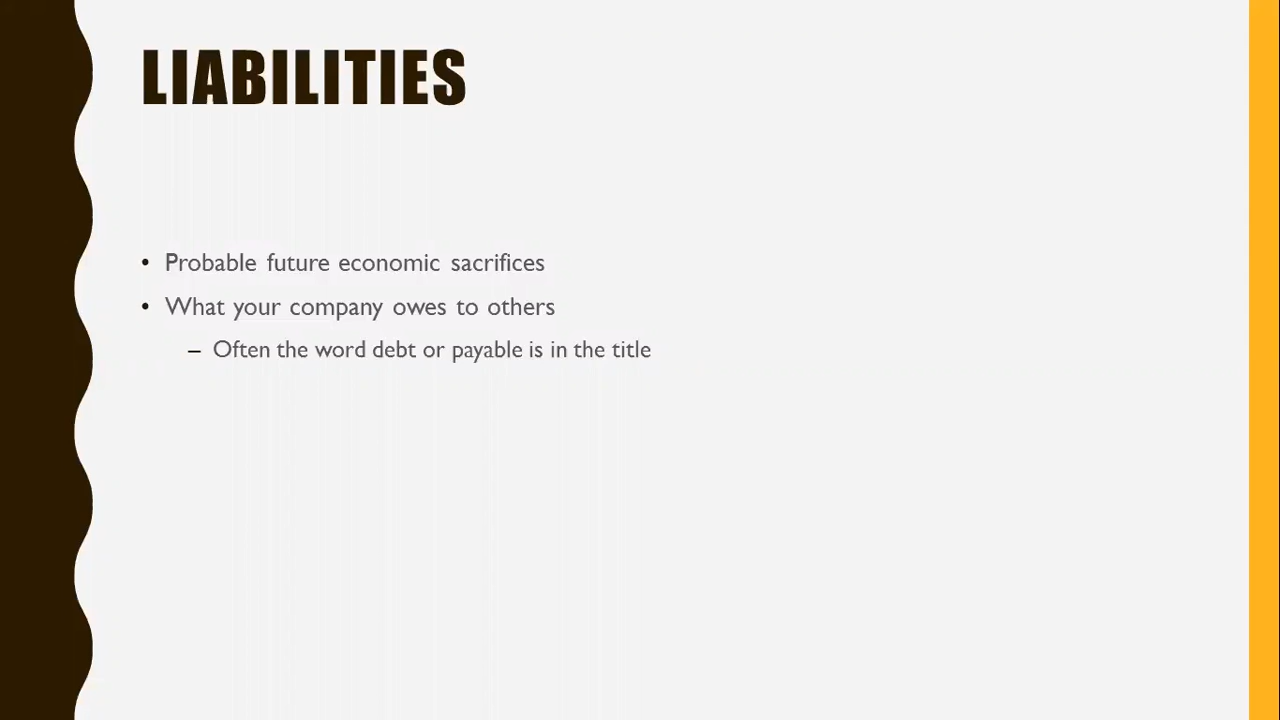 LIABILITIES
• Probable future economic sacrifices
• What your company owes to others
– Often the word debt or payable is in the title